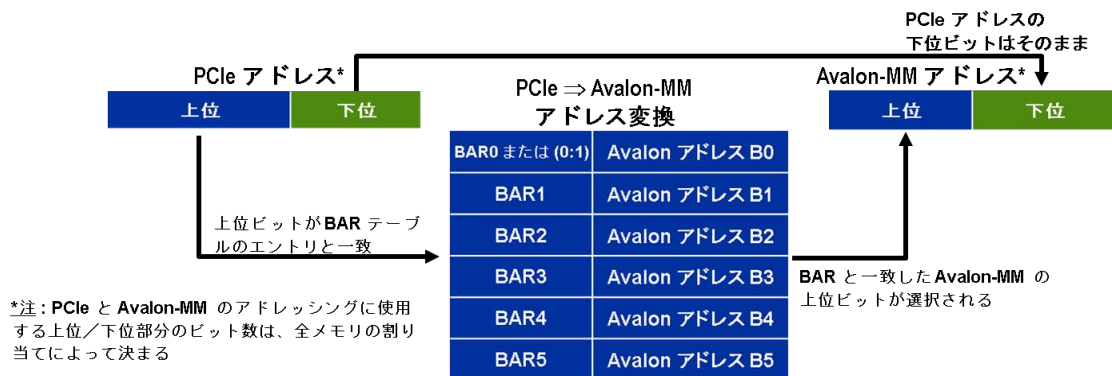 PCIe アドレスの
下位ビットはそのまま
PCIe アドレス*
Avalon-MM アドレス*
上位
下位
上位
下位
PCIe ⇒ Avalon-MM
アドレス変換
BAR0 または (0:1)
Avalon アドレス B0
BAR1
Avalon アドレス B1
BAR2
Avalon アドレス B2
BAR3
Avalon アドレス B3
BAR4
Avalon アドレス B4
BAR5
Avalon アドレス B5
上位ビットが BAR テーブ
ルのエントリと一致
BAR と一致した Avalon-MM の
上位ビットが選択される
*注 : PCIe と Avalon-MM のアドレッシングに使用
する上位／下位部分のビット数は、全メモリの割り
当てによって決まる